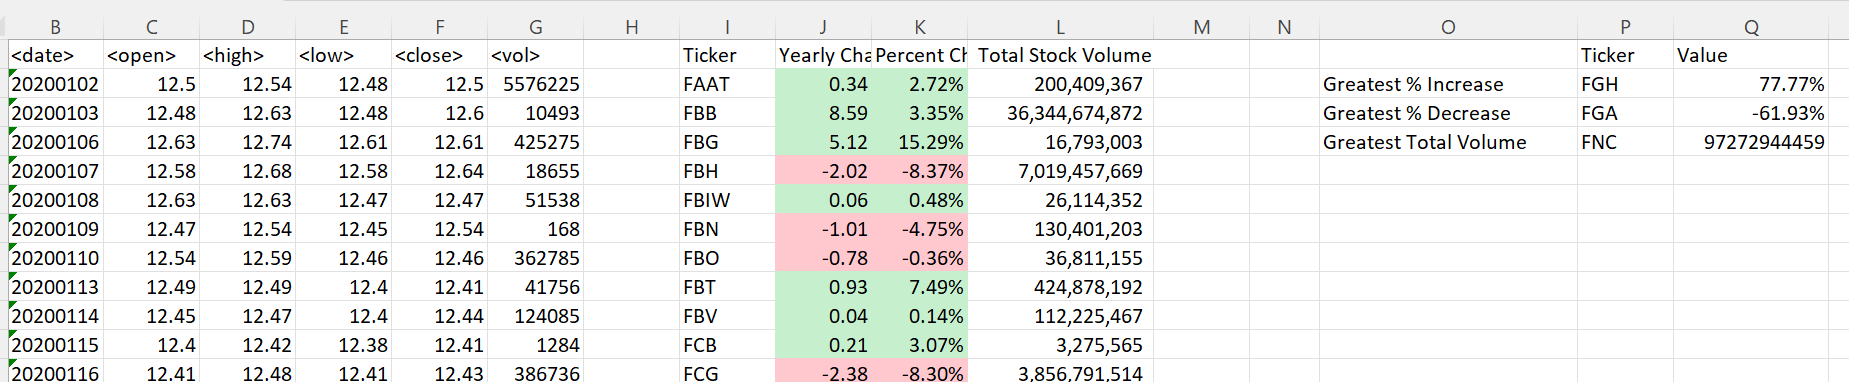 B C D E F G H I J K L M N O P Q
<date> <open> <high> <low> <close> <vol> Ticker Yearly Cha Percent Ch Total Stock Volume Ticker Value
20200102 12.5 12.54 12.48 12.5 5576225 FAAT 0.34 2.72% 200,409,367 Greatest % Increase FGH 77.77%
20200103 12.48 12.63 12.48 12.6 10493 FBB 8.59 3.35% 36,344,674,872 Greatest % Decrease FGA -61.93%
20200106 12.63 12.74 12.61 12.61 425275 FBG 5.12 15.29% 16,793,003 Greatest Total Volume FNC 97272944459
20200107 12.58 12.68 12.58 12.64 18655 FBH -2.02 -8.37% 7,019,457,669
20200108 12.63 12.63 12.47 12.47 51538 FBIW 0.06 0.48% 26,114,352
20200109 12.47 12.54 12.45 12.54 168 FBN -1.01 -4.75% 130,401,203
20200110 12.54 12.59 12.46 12.46 362785 FBO -0.78 -0.36% 36,811,155
20200113 12.49 12.49 12.4 12.41 41756 FBT 0.93 7.49% 424,878,192
20200114 12.45 12.47 12.4 12.44 124085 FBV 0.04 0.14% 112,225,467
20200115 12.4 12.42 12.38 12.41 1284 FCB 0.21 3.07% 3,275,565
20200116 12.41 12.48 12.41 12.43 386736 FCG -2.38 -8.30% 3,856,791,514